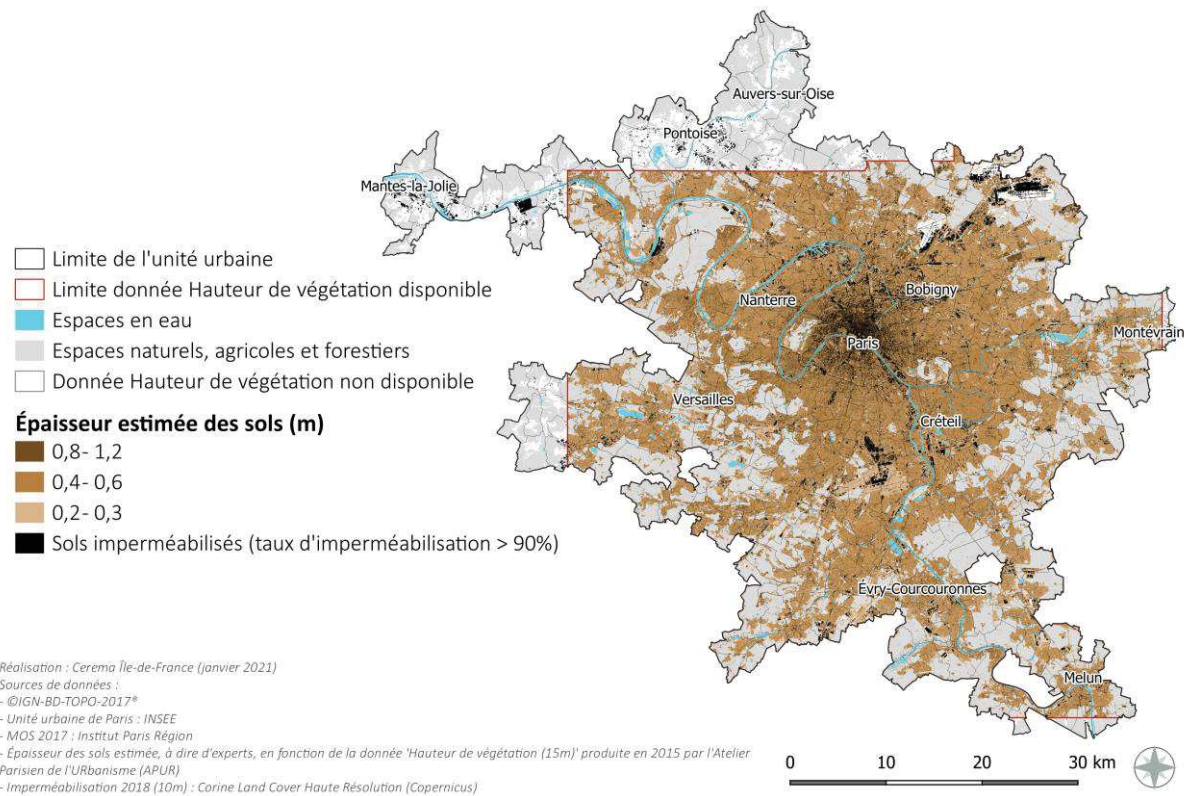 Auvers-sur-Oise
Pontoise
Mantes-la-Jolie
Limite de l'unité urbaine
Limite donnée Hauteur de végétation disponible
Espaces en eau
Espaces naturels, agricoles et forestiers
Donnée Hauteur de végétation non disponible
Épaisseur estimée des sols (m)
0,8- 1,2
0,4- 0,6
0,2- 0,3
Sols imperméabilisés (taux d'imperméabilisation > 90%)
Nanterre
Bobigny
Paris
Montévrain
Versailles
Créteil
Évry-Courcouronnes
Melun
Réalisation : Cerema Île-de-France (janvier 2021)
Sources de données :
- ©IGN-BD-TOPO-2017®
- Unité urbaine de Paris : INSEE
- MOS 2017 : Institut Paris Région
- Épaisseur des sols estimée, à dire d'experts, en fonction de la donnée 'Hauteur de végétation (15m)' produite en 2015 par l'Atelier
Parisien de l'URbanisme (APUR)
- Imperméabilisation 2018 (10m) : Corine Land Cover Haute Résolution (Copernicus)
0 10 20 30 km